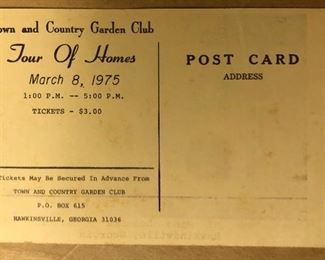 own and Country Garden Club
Tour Of Homes
March 8, 1975
1:00 P.M. -- 5:00 P.M.
TICKETS - $3.00
POST CARD
ADDRESS
Tickets May Be Secured In Advance From
TOWN AND COUNTRY GARDEN CLUB
P.O. BOX 615
HAWKINSVILLE, GEORGIA 31036